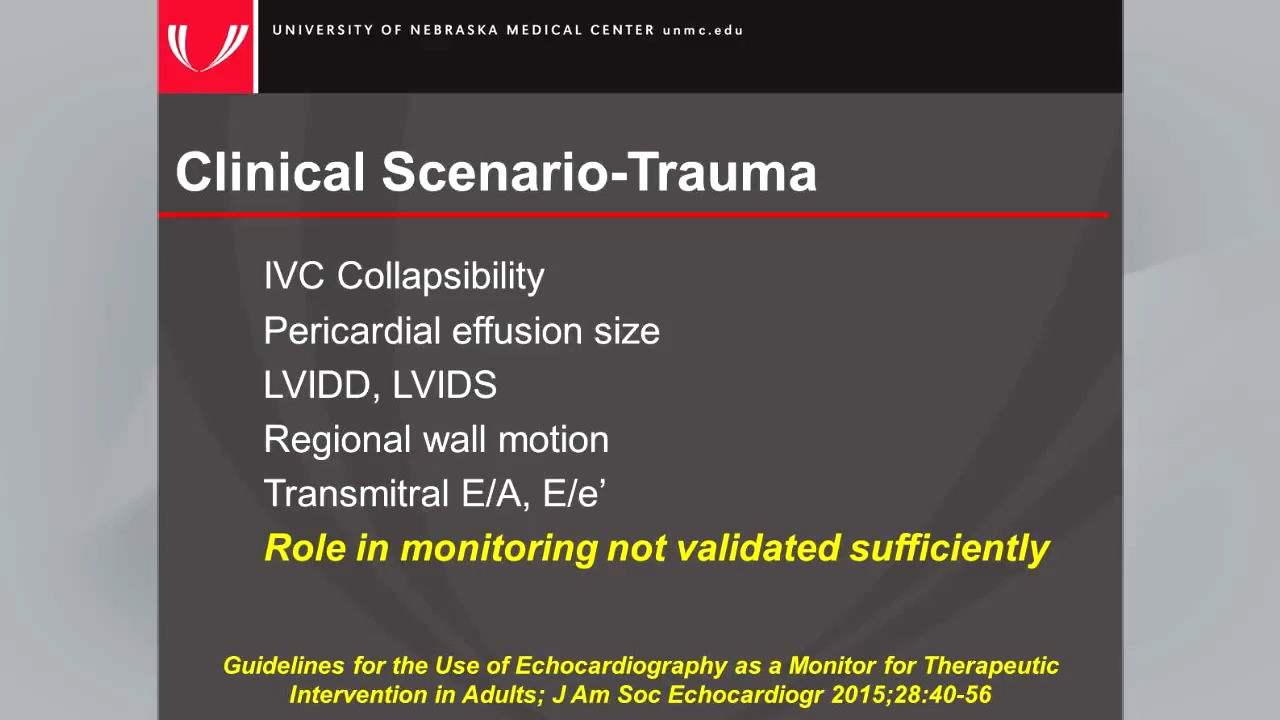 UNIVERSITY OF NEBRASKA MEDICAL CENTER unmc.edu
Clinical Scenario-Trauma
IVC Collapsibility
Pericardial effusion size
LVIDD, LVIDS
Regional wall motion
Transmitral E/A, E/e’
Role in monitoring not validated sufficiently
Guidelines for the Use of Echocardiography as a Monitor for Therapeutic
Intervention in Adults; J Am Soc Echocardiogr 2015;28:40-56